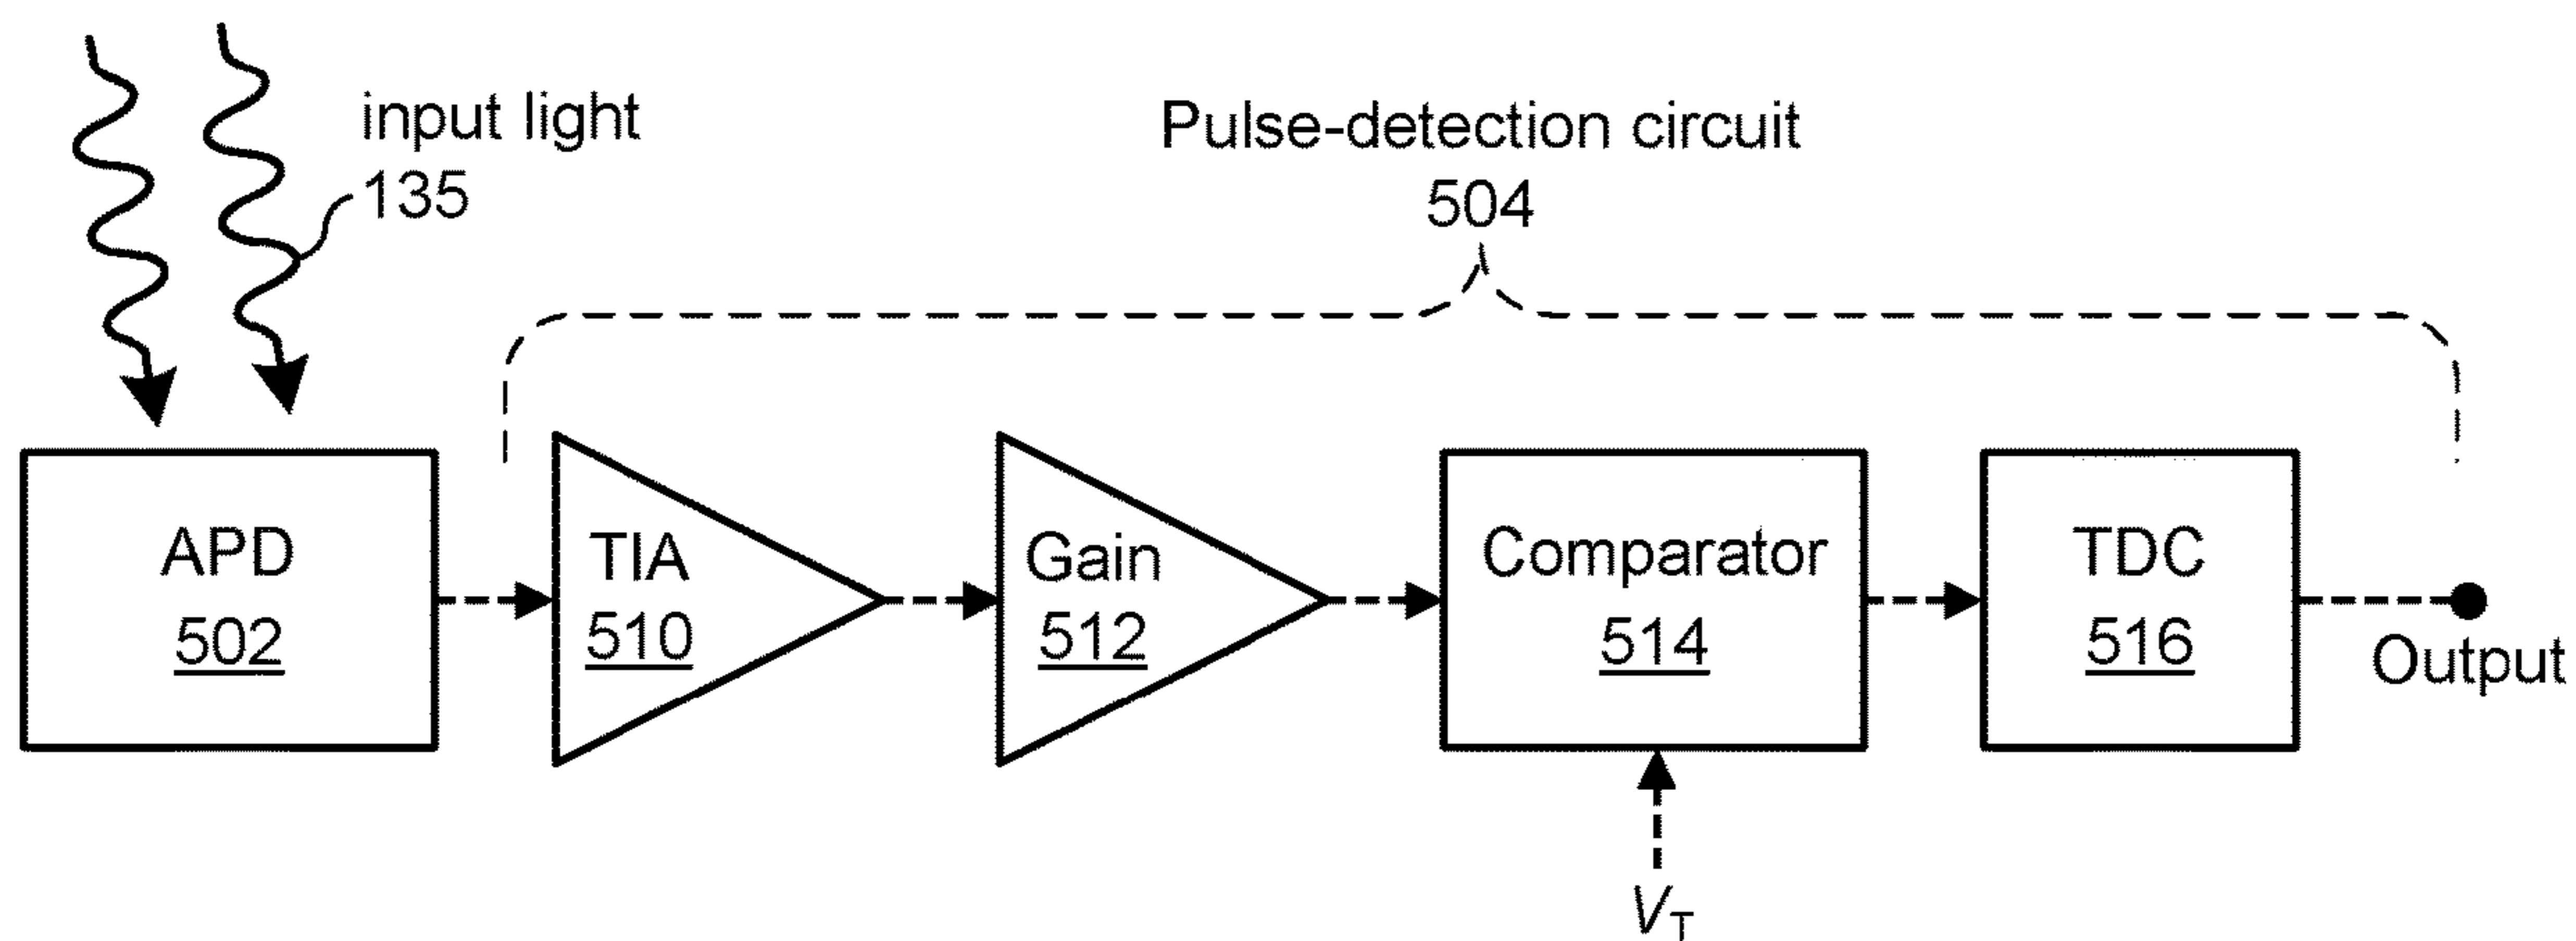 input light
135
Pulse-detection circuit
504
APD
502
TIA
510
Gain
512
Comparator
514
TDC
516
Output
VT